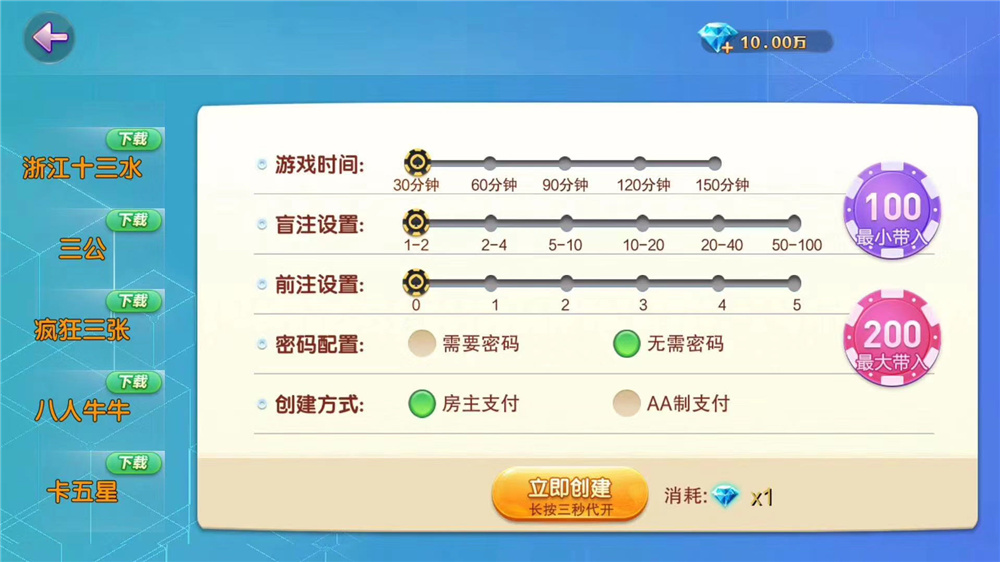 10.00万
下载
浙江十三水
下载
三公
下载
疯狂三张
下载
八人牛牛
下载
卡五星
游戏时间:
30分钟 60分钟 90分钟 120分钟 150分钟
盲注设置:
1-2 2-4 5-10 10-20 20-40 50-100
前注设置:
0 1 2 3 4 5
密码配置: 需要密码 无需密码
创建方式: 房主支付 AA制支付
100
最小带入
200
最大带入
立即创建
长按三秒代开
消耗: x1